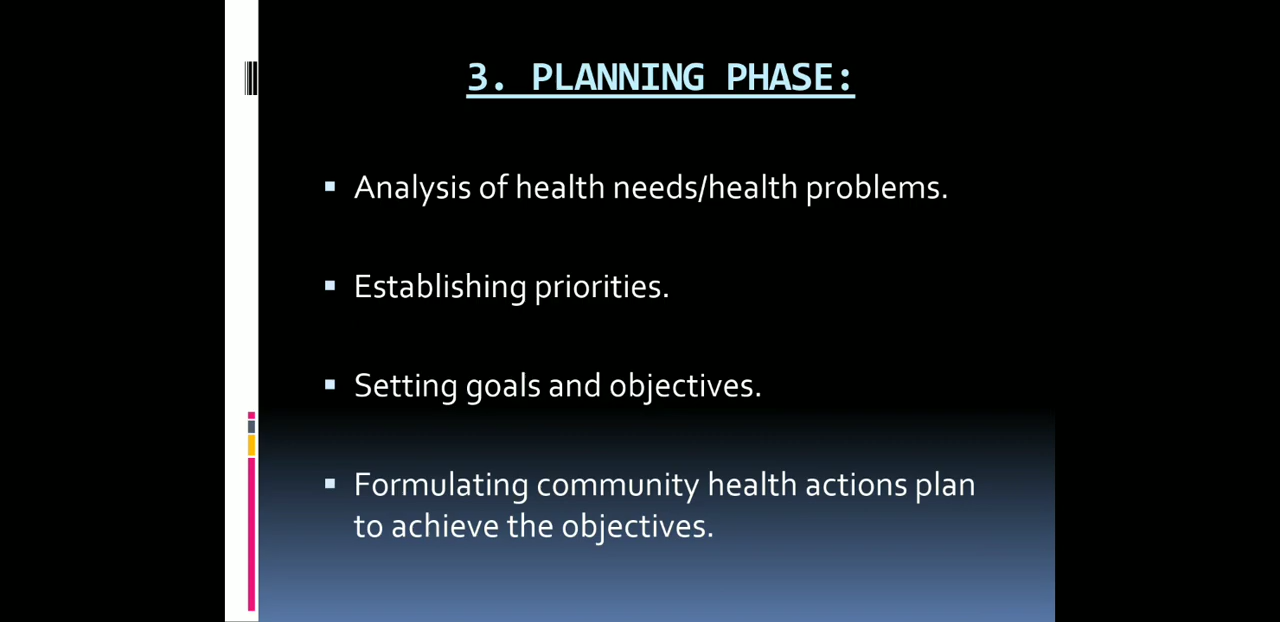 3. PLANNING PHASE:
Analysis of health needs/health problems.
Establishing priorities.
Setting goals and objectives.
Formulating community health actions plan
to achieve the objectives.